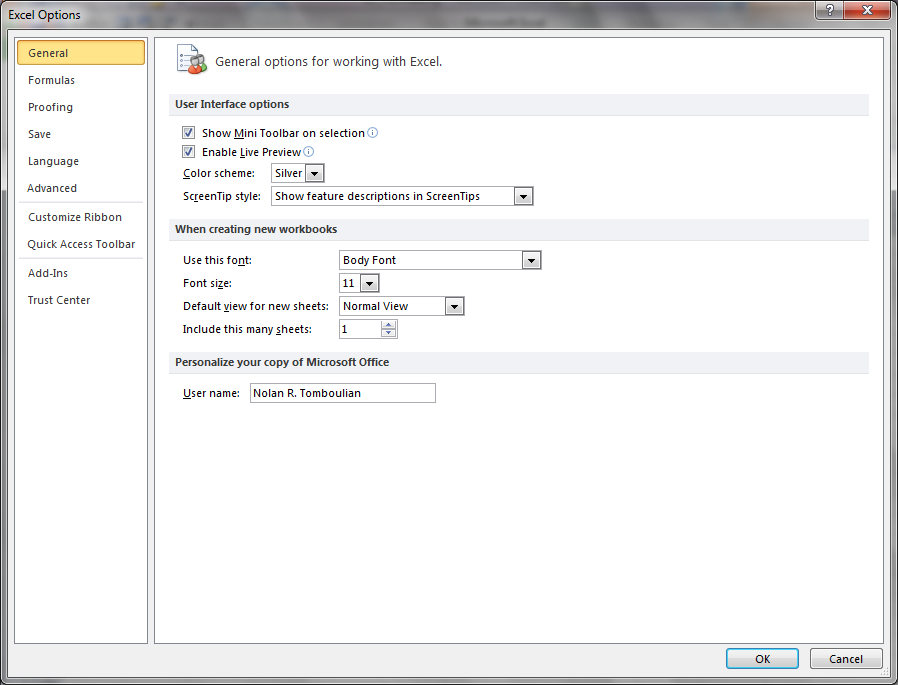 Excel Options
General
Formulas
Proofing
Save
Language
Advanced
Customize Ribbon
Quick Access Toolbar
Add-Ins
Trust Center
General options for working with Excel.
User Interface options
Show Mini Toolbar on selection
Enable Live Preview
Color scheme: Silver
ScreenTip style: Show feature descriptions in ScreenTips
When creating new workbooks
Use this font: Body Font
Font size: 11
Default view for new sheets: Normal View
Include this many sheets: 1
Personalize your copy of Microsoft Office
User name: Nolan R. Tomboulian
OK Cancel